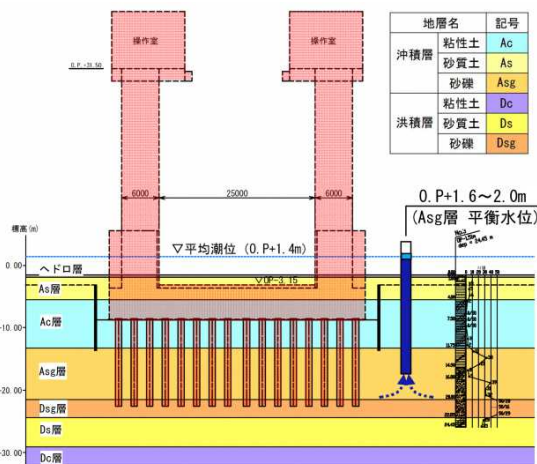 操作室
操作室
O.P.+31.50
地層名 記号
沖積層 粘性土 Ac
砂質土 As
砂礫 Asg
洪積層 粘性土 Dc
砂質土 Ds
砂礫 Dsg
6000 25000 6000
O.P+1.6～2.0m
(Asg層 平衡水位)
標高(m)
▽平均潮位 (O.P+1.4m)
0.00
ヘドロ層
▽OP-3.15
As層
-10.00
Ac層
Asg層
-20.00
Dsg層
Ds層
-30.00
Dc層